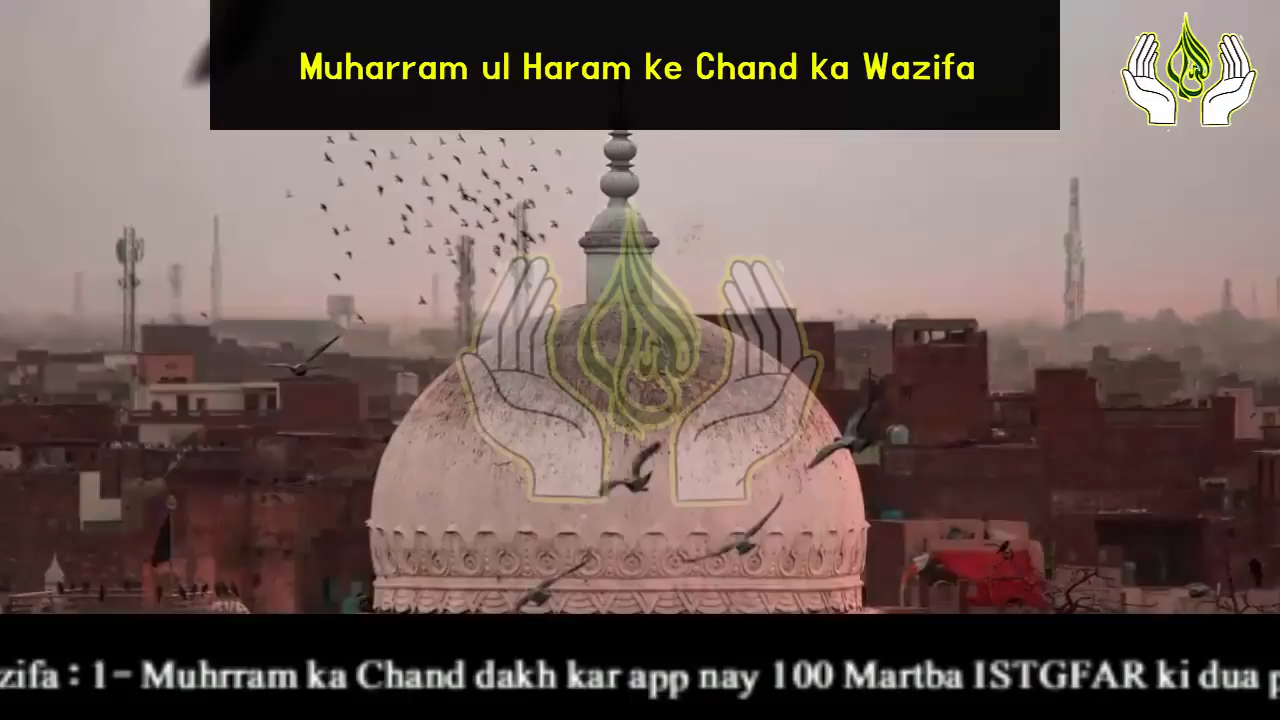 Muharram ul Haram ke Chand ka Wazifa
zifa : 1- Muhrram ka Chand dakh kar app nay 100 Martba ISTGFAR ki dua p